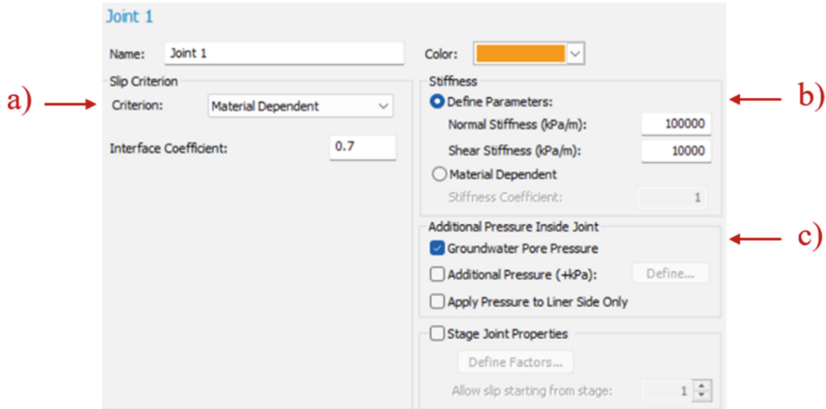 Joint 1
Name: Joint 1 Color:
Slip Criterion
a) Criterion: Material Dependent
Interface Coefficient: 0.7
Stiffness
b)
Define Parameters:
Normal Stiffness (kPa/m): 100000
Shear Stiffness (kPa/m): 10000
Material Dependent
Stiffness Coefficient: 1
Additional Pressure Inside Joint
c)
Groundwater Pore Pressure
Additional Pressure (+kPa): Define...
Apply Pressure to Liner Side Only
Stage Joint Properties
Define Factors...
Allow slip starting from stage: 1